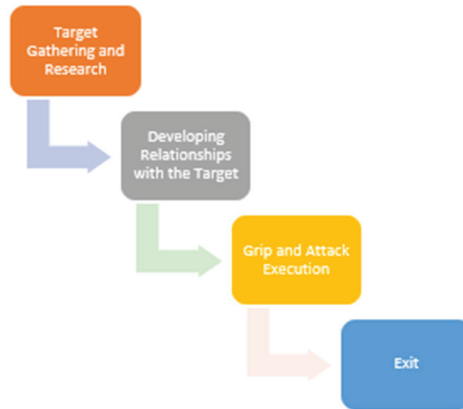 Target
Gathering and
Research
Developing
Relationships
with the Target
Grip and Attack
Execution
Exit